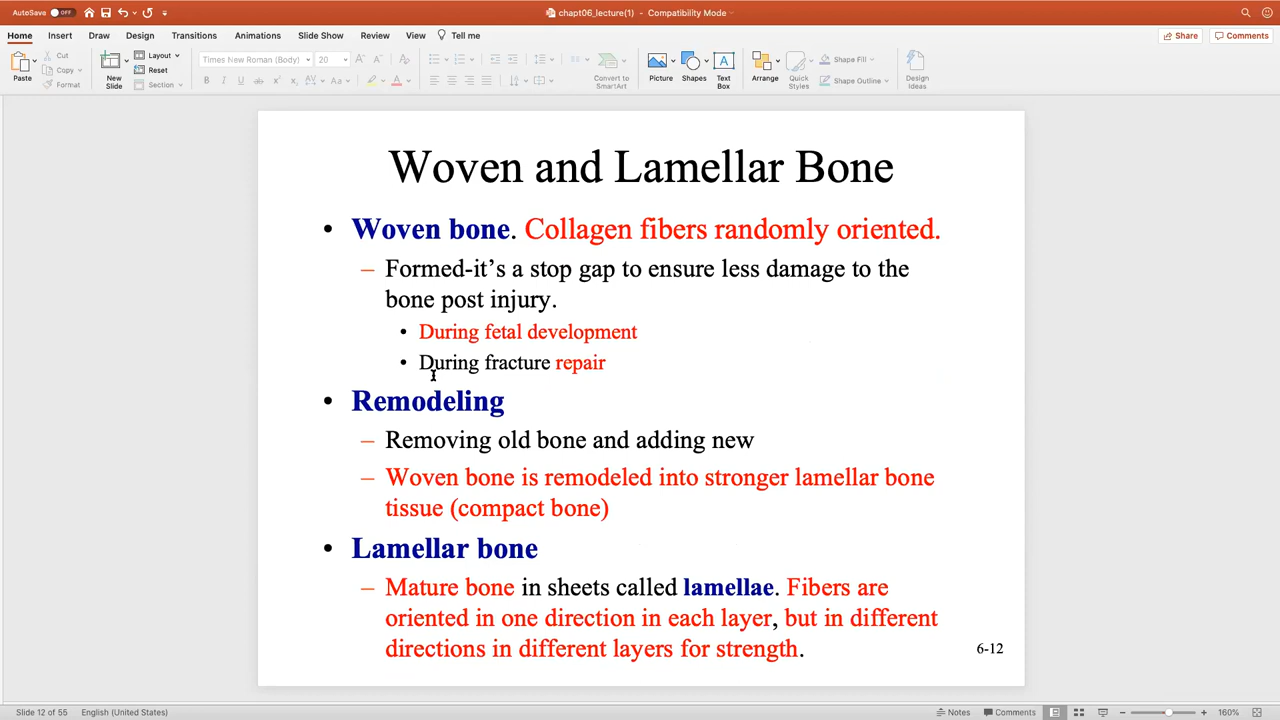 AutoSave OFF
chapt06_lecture(1) - Compatibility Mode
Home Insert Draw Design Transitions Animations Slide Show Review View Tell me Share Comments
Paste Cut Copy Format New Slide Layout Reset Section Times New Roman (Body) 20 Convert to SmartArt Picture Shapes Text Box Arrange Quick Styles Shape Fill Shape Outline Design Ideas
Woven and Lamellar Bone
• Woven bone. Collagen fibers randomly oriented.
– Formed-it's a stop gap to ensure less damage to the
bone post injury.
• During fetal development
• During fracture repair
• Remodeling
– Removing old bone and adding new
– Woven bone is remodeled into stronger lamellar bone
tissue (compact bone)
• Lamellar bone
– Mature bone in sheets called lamellae. Fibers are
oriented in one direction in each layer, but in different
directions in different layers for strength.
6-12
Slide 12 of 55 English (United States) Notes Comments 160%